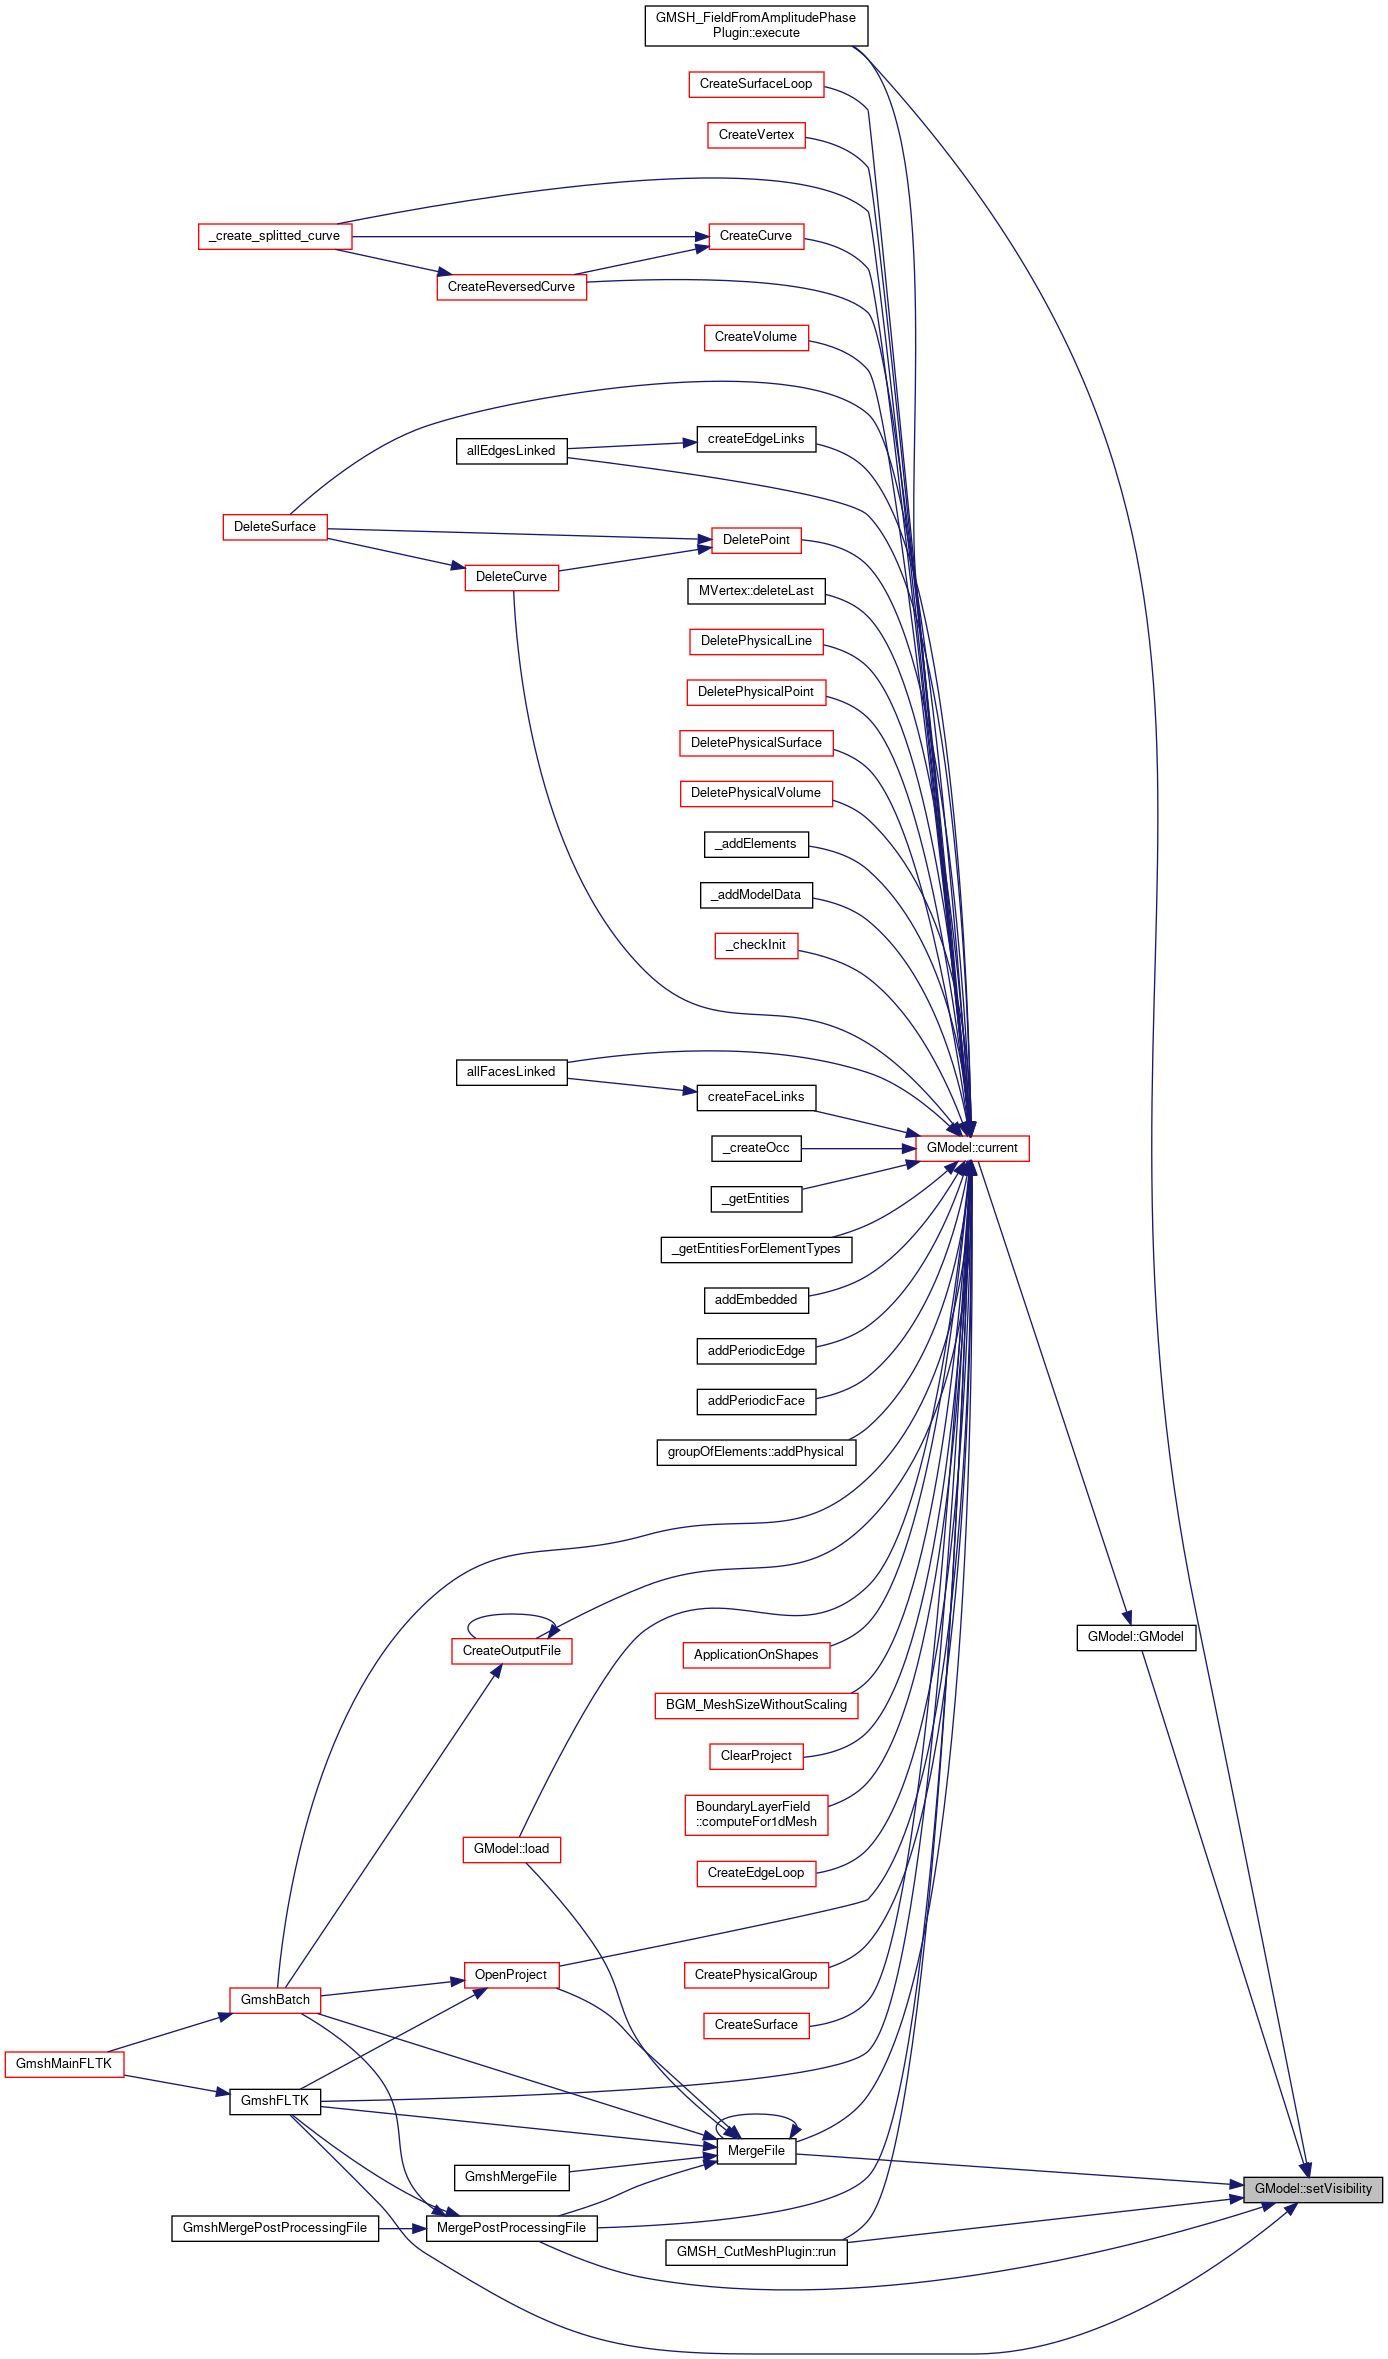 GMSH_FieldFromAmplitudePhase
Plugin::execute
CreateSurfaceLoop
CreateVertex
_create_splitted_curve
CreateCurve
CreateReversedCurve
CreateVolume
createEdgeLinks
allEdgesLinked
DeleteSurface
DeletePoint
DeleteCurve
MVertex::deleteLast
DeletePhysicalLine
DeletePhysicalPoint
DeletePhysicalSurface
DeletePhysicalVolume
_addElements
_addModelData
_checkInit
allFacesLinked
createFaceLinks
GModel::current
_createOcc
_getEntities
_getEntitiesForElementTypes
addEmbedded
addPeriodicEdge
addPeriodicFace
groupOfElements::addPhysical
GModel::GModel
CreateOutputFile
ApplicationOnShapes
BGM_MeshSizeWithoutScaling
ClearProject
BoundaryLayerField
::computeFor1dMesh
GModel::load
CreateEdgeLoop
OpenProject
CreatePhysicalGroup
GmshBatch
CreateSurface
GmshMainFLTK
GmshFLTK
MergeFile
GmshMergeFile
GModel::setVisibility
GmshMergePostProcessingFile
MergePostProcessingFile
GMSH_CutMeshPlugin::run